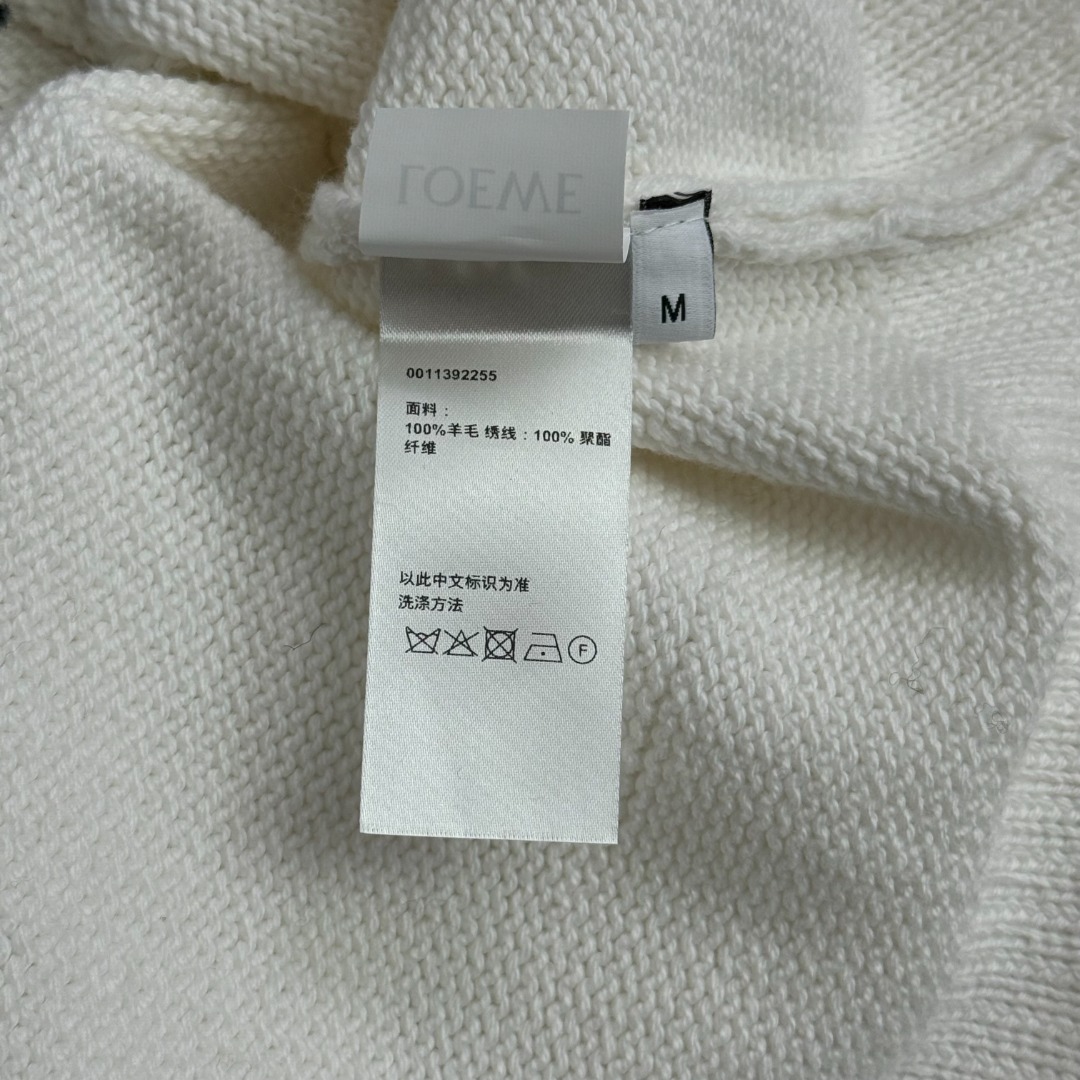 LOEWE
M
0011392255
面料：
100%羊毛 绣线：100% 聚酯
纤维
以此中文标识为准
洗涤方法
F